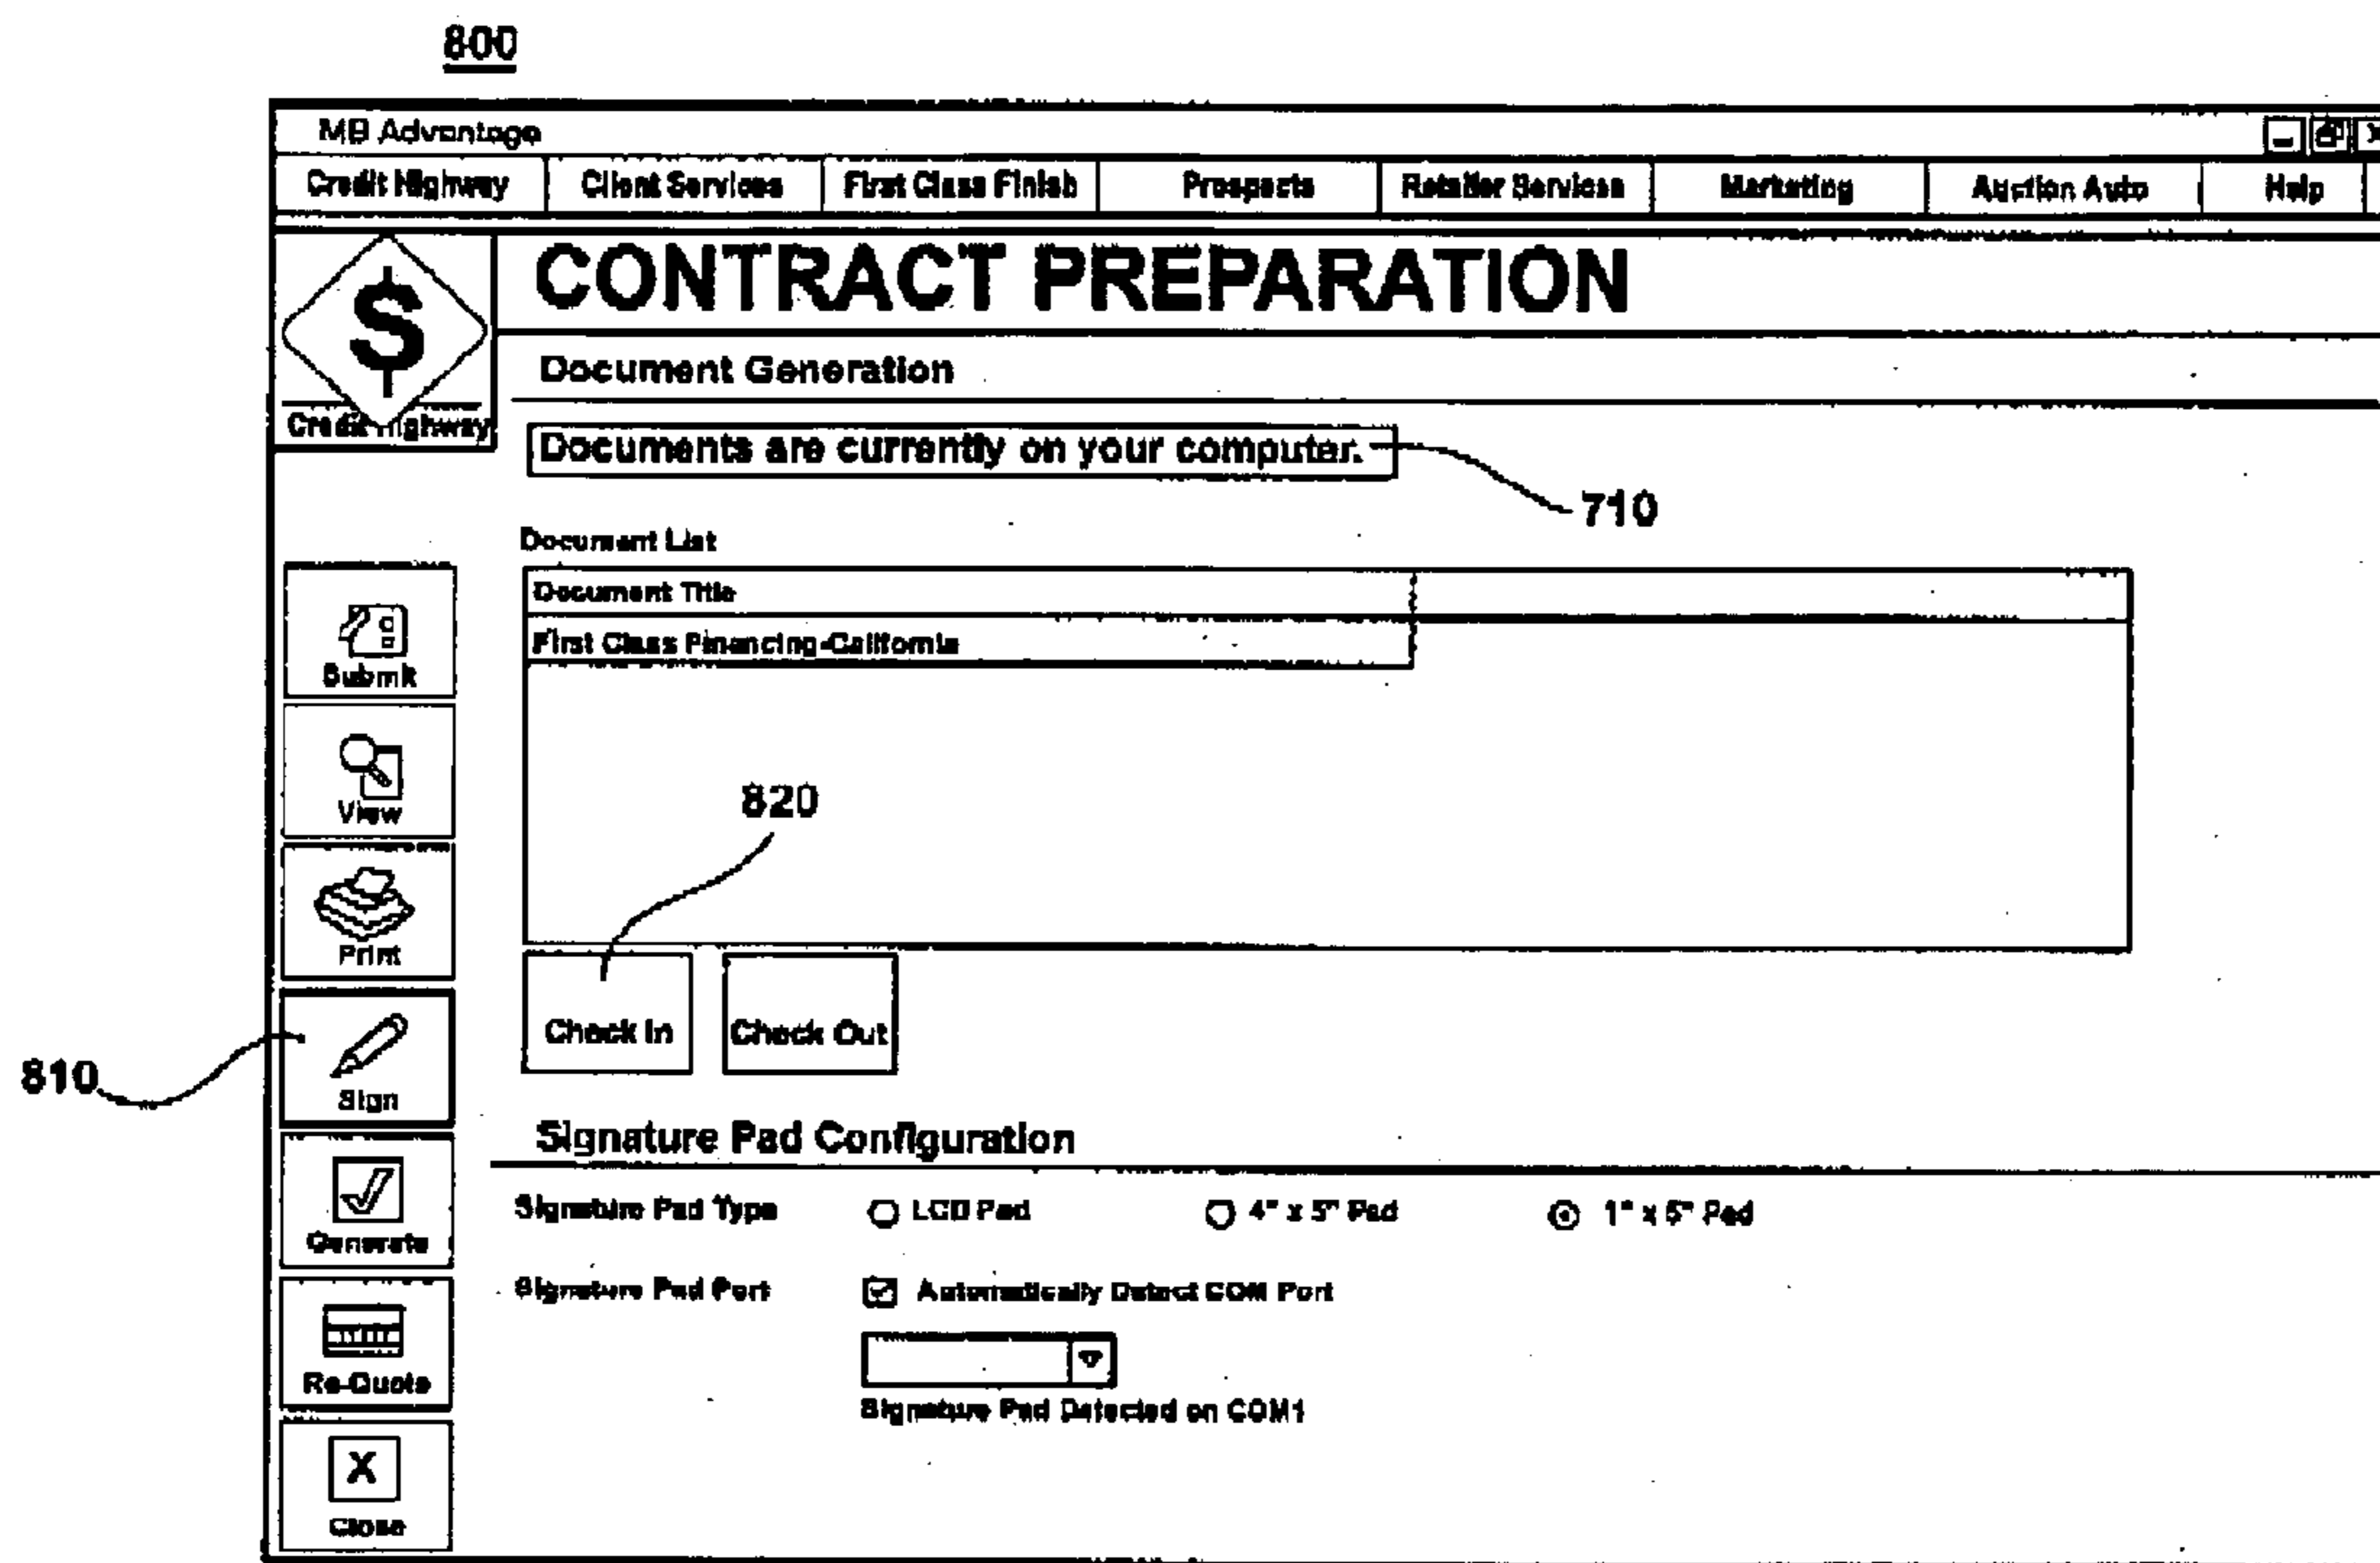 800
MB Advantage
Credit Highway Client Services First Class Finish Prospects Retailer Services Marketing Auction Auto Help
CONTRACT PREPARATION
$
Credit Highway
Document Generation
Documents are currently on your computer.
710
Document List
Document Title
First Class Financing-California
Submit
View
820
Print
Check In Check Out
810
Sign
Signature Pad Configuration
Signature Pad Type LCD Pad 4" x 5" Pad 1" x 5" Pad
Generate
Signature Pad Port Automatically Detect COM Port
Re-Quote
Signature Pad Detected on COM1
X
Close